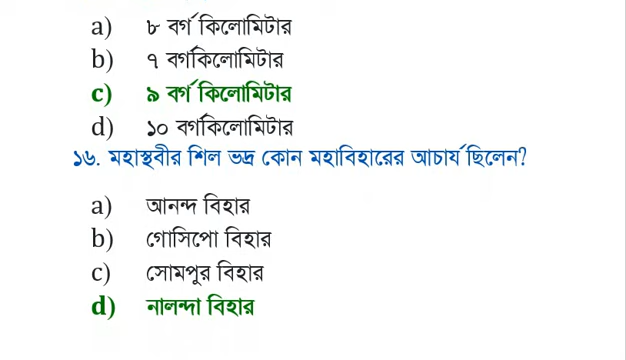 a) ৮ বর্গ কিলোমিটার
b) ৭ বর্গকিলোমিটার
c) ৯ বর্গ কিলোমিটার
d) ১০ বর্গকিলোমিটার
১৬. মহাস্থবীর শিল ভদ্র কোন মহাবিহারের আচার্য ছিলেন?
a) আনন্দ বিহার
b) গোসিপো বিহার
c) সোমপুর বিহার
d) নালন্দা বিহার